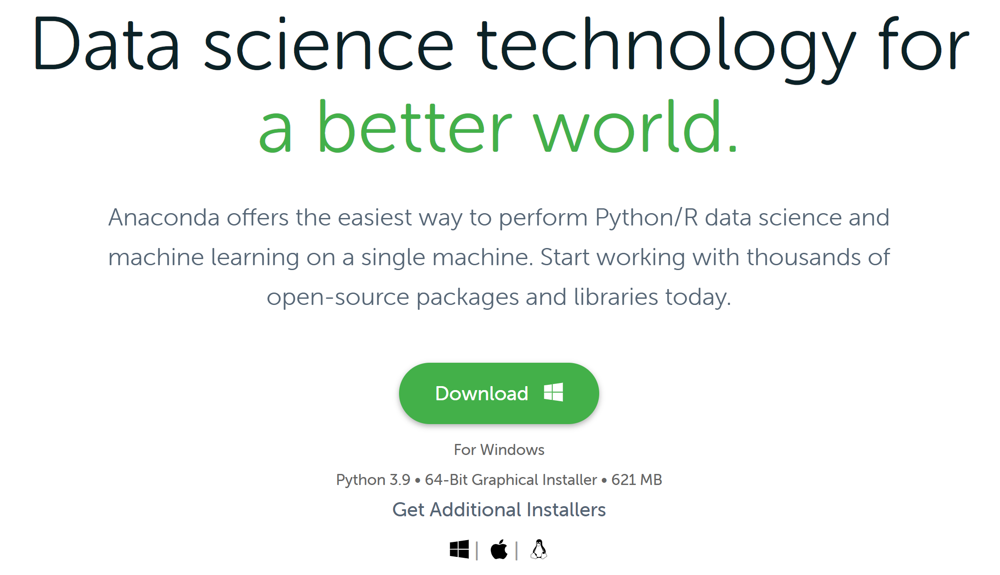 Data science technology for
a better world.
Anaconda offers the easiest way to perform Python/R data science and
machine learning on a single machine. Start working with thousands of
open-source packages and libraries today.
Download
For Windows
Python 3.9 • 64-Bit Graphical Installer • 621 MB
Get Additional Installers
| |